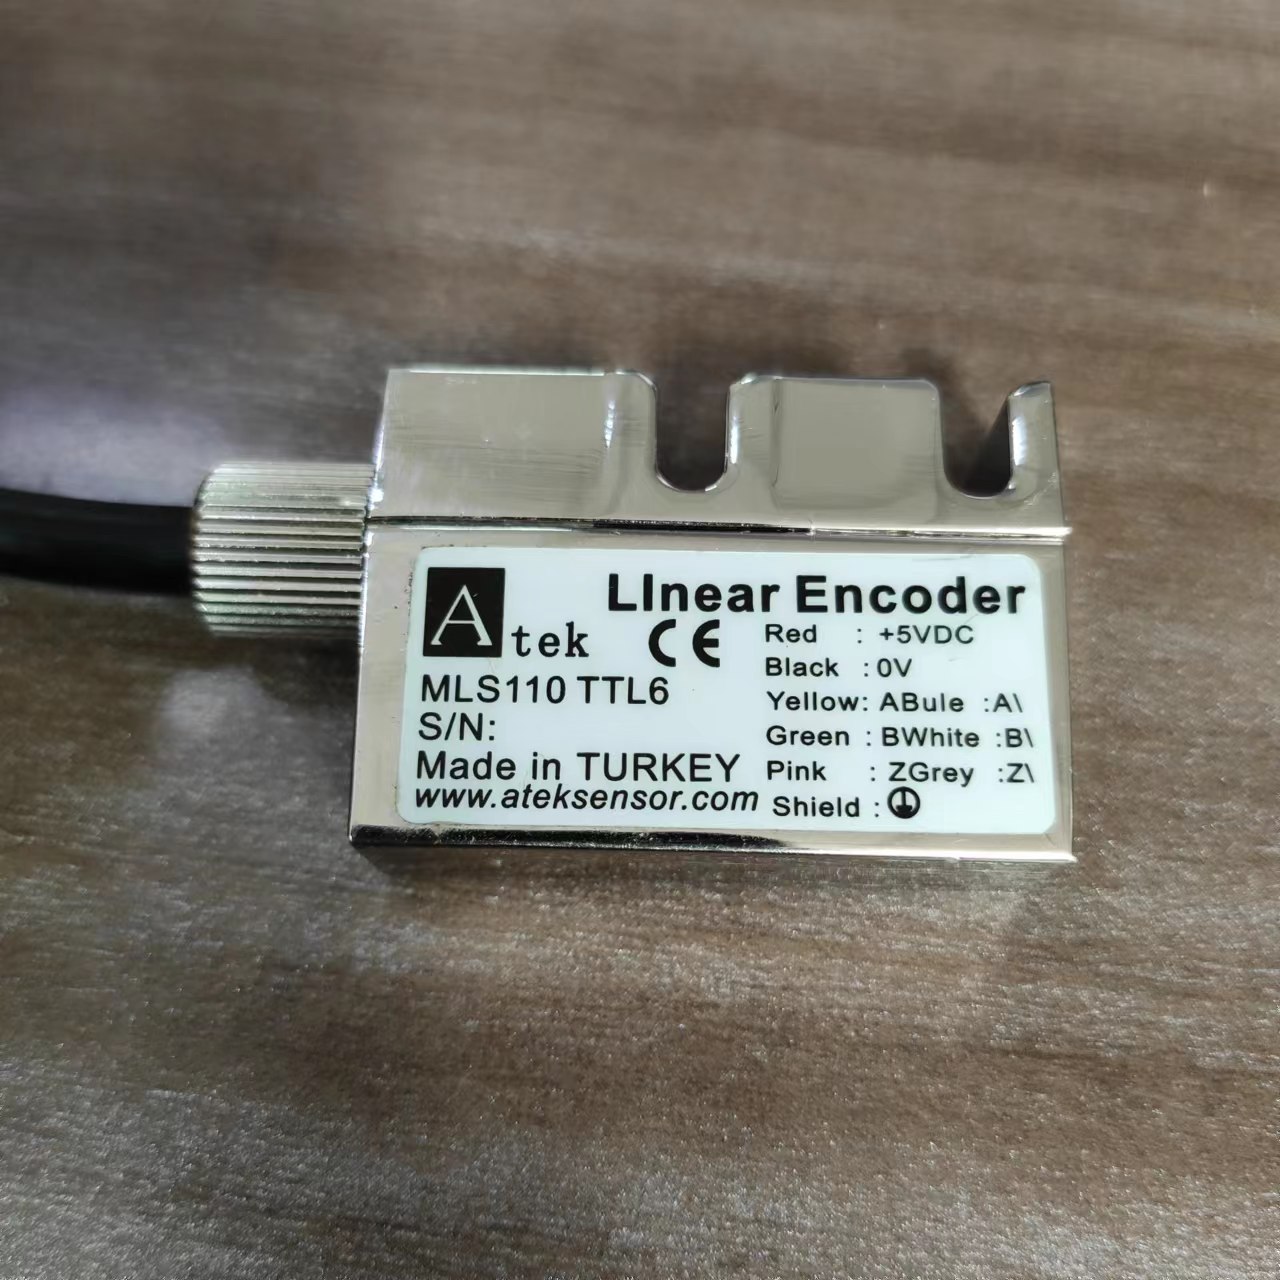 Atek
LInear Encoder
CE
MLS110 TTL6
S/N:
Made in TURKEY
www.ateksensor.com
Red : +5VDC
Black : 0V
Yellow: ABule :A\
Green : BWhite :B\
Pink : ZGrey :Z\
Shield :